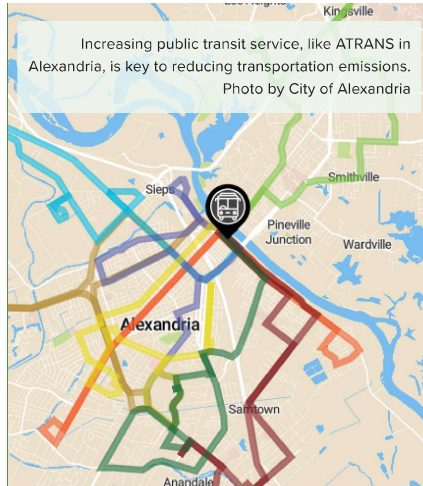 Kingsville
Increasing public transit service, like ATRANS in
Alexandria, is key to reducing transportation emissions.
Photo by City of Alexandria
Sieps
Smithville
Pineville
Junction
Wardville
Alexandria
Samtown
Anandale